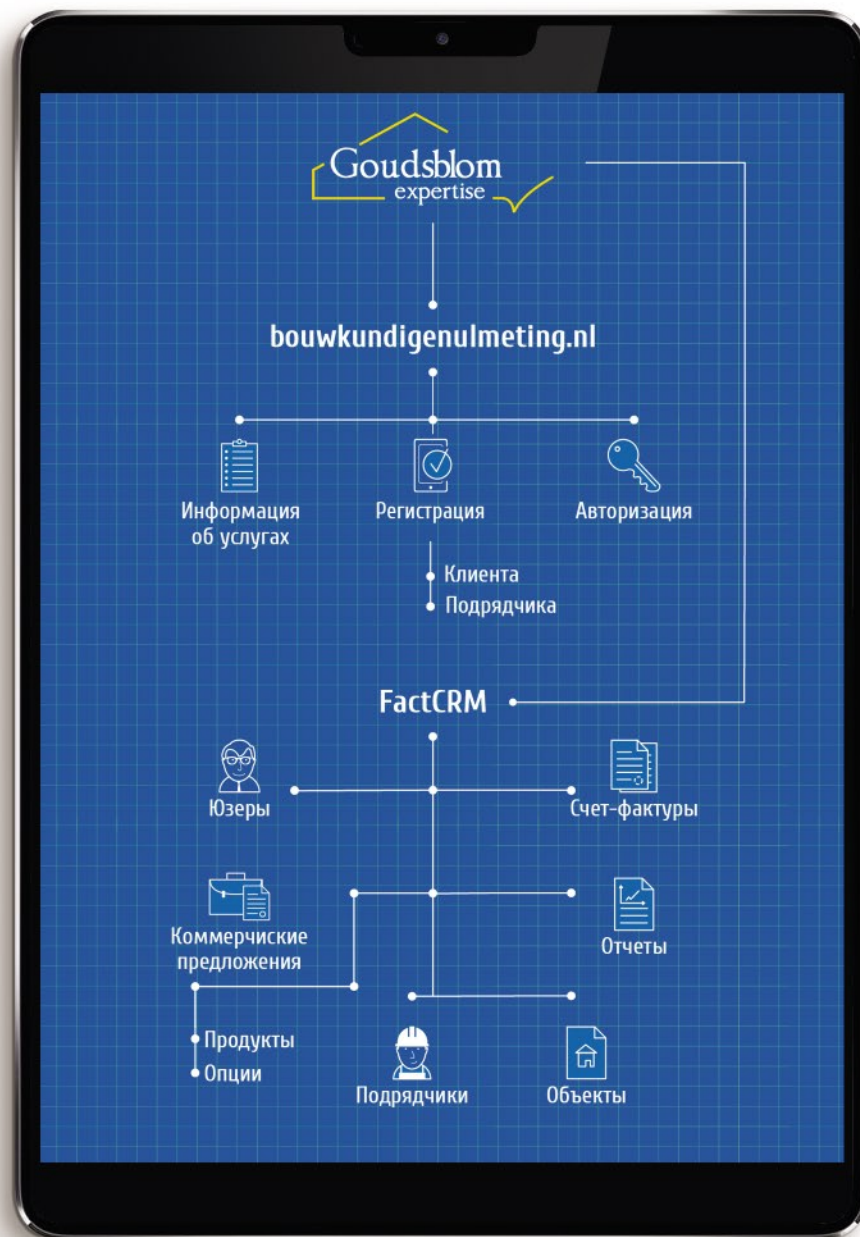 Goudsblom
expertise
bouwkundigenulmeting.nl
Информация
об услугах
Регистрация
Авторизация
Клиента
Подрядчика
FactCRM
Юзеры
Счет-фактуры
Коммерчиские
предложения
Отчеты
Продукты
Опции
Подрядчики
Объекты